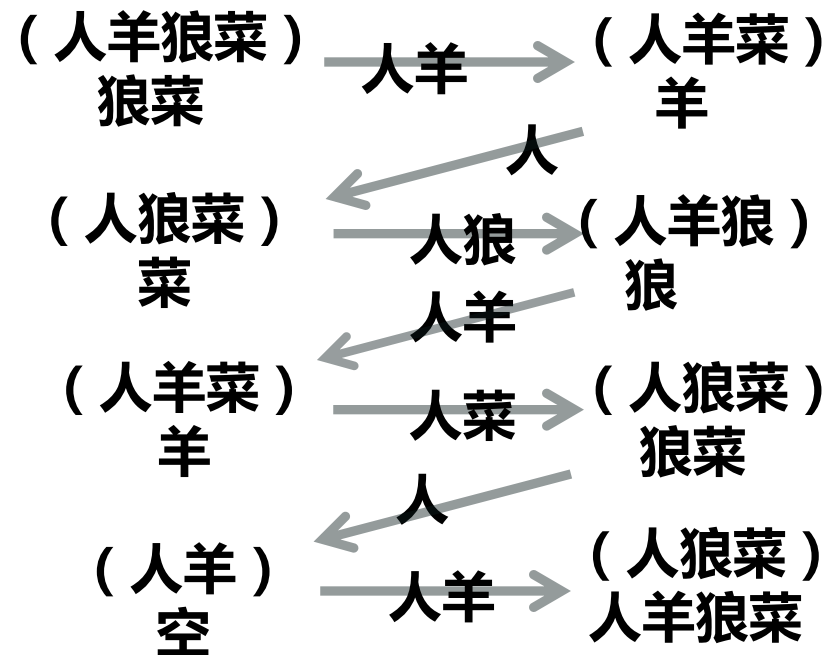 （人羊狼菜）
狼菜
人羊
（人羊菜）
羊
人
（人狼菜）
菜
人狼
（人羊狼）
狼
人羊
（人羊菜）
羊
人菜
（人狼菜）
狼菜
人
（人羊）
空
人羊
（人狼菜）
人羊狼菜